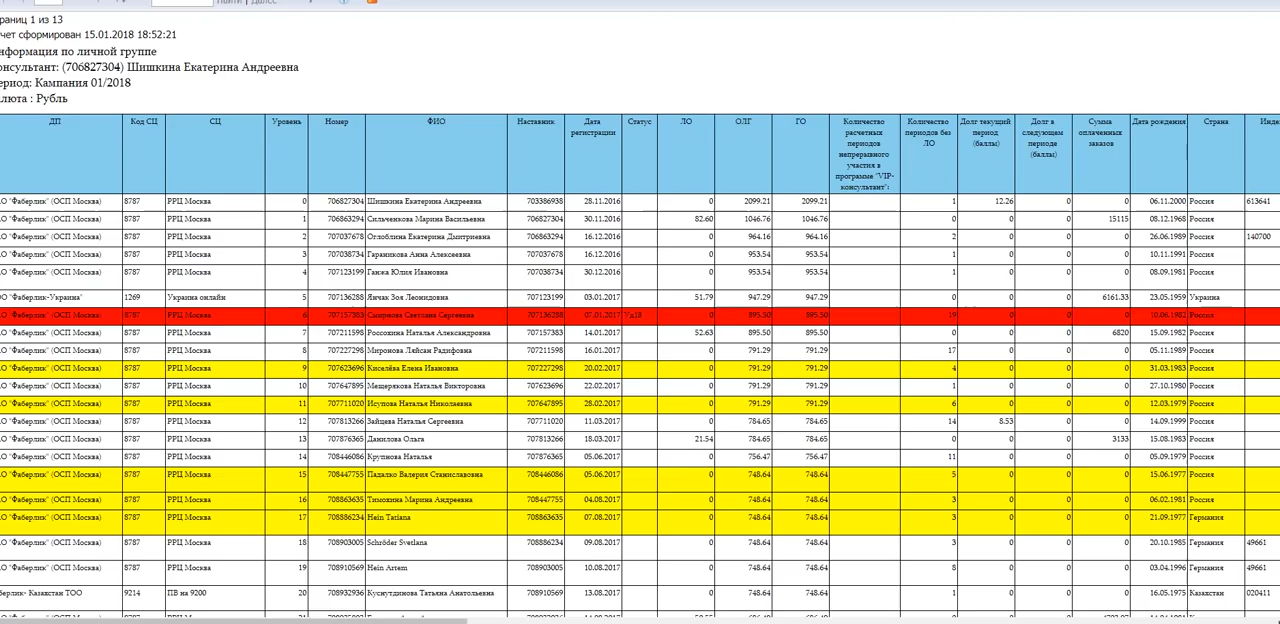 Найти | Далее
раниц 1 из 13
чет сформирован 15.01.2018 18:52:21
нформация по личной группе
онсультант: (706827304) Шишкина Екатерина Андреевна
ериод: Кампания 01/2018
алюта : Рубль
ДП Код СЦ СЦ Уровень Номер ФИО Наставник Дата регистрации Статус ЛО ОЛГ ГО Количество расчетных периодов непрерывного участия в программе "VIP-консультант": Количество периодов без ЛО Долг текущий период (баллы) Долг в следующем периоде (баллы) Сумма оплаченных заказов Дата рождения Страна Инде
О "Фаберлик" (ОСП Москва) 8787 РРЦ Москва 0 706827304 Шишкина Екатерина Андреевна 703386938 28.11.2016 0 2099.21 2099.21 1 12.26 0 0 06.11.2000 Россия 613641
О "Фаберлик" (ОСП Москва) 8787 РРЦ Москва 1 706863294 Сильченкова Марина Васильевна 706827304 30.11.2016 82.60 1046.76 1046.76 0 0 0 15115 08.12.1968 Россия
О "Фаберлик" (ОСП Москва) 8787 РРЦ Москва 2 707037678 Оглоблина Екатерина Дмитриевна 706863294 16.12.2016 0 964.16 964.16 2 0 0 0 26.06.1989 Россия 140700
О "Фаберлик" (ОСП Москва) 8787 РРЦ Москва 3 707038734 Гараникова Анна Алексеевна 707037678 16.12.2016 0 953.54 953.54 1 0 0 0 10.11.1991 Россия
О "Фаберлик" (ОСП Москва) 8787 РРЦ Москва 4 707123199 Ганжа Юлия Ивановна 707038734 30.12.2016 0 953.54 953.54 1 0 0 0 08.09.1981 Россия
ОО "Фаберлик-Украина" 1269 Украина онлайн 5 707136288 Янчак Зоя Леонидовна 707123199 03.01.2017 51.79 947.29 947.29 0 0 0 6161.33 23.05.1959 Украина
О "Фаберлик" (ОСП Москва) 8787 РРЦ Москва 6 707157383 Смирнова Светлана Сергеевна 707136288 07.01.2017 Уд18 0 895.50 895.50 19 0 0 0 10.06.1982 Россия
О "Фаберлик" (ОСП Москва) 8787 РРЦ Москва 7 707211598 Россохина Наталья Александровна 707157383 14.01.2017 52.63 895.50 895.50 0 0 0 6820 15.09.1982 Россия
О "Фаберлик" (ОСП Москва) 8787 РРЦ Москва 8 707227298 Миронова Ляйсан Радифовна 707211598 16.01.2017 0 791.29 791.29 17 0 0 0 05.11.1989 Россия
О "Фаберлик" (ОСП Москва) 8787 РРЦ Москва 9 707623696 Киселёва Елена Ивановна 707227298 20.02.2017 0 791.29 791.29 4 0 0 0 31.03.1983 Россия
О "Фаберлик" (ОСП Москва) 8787 РРЦ Москва 10 707647895 Мещерякова Наталья Викторовна 707623696 22.02.2017 0 791.29 791.29 1 0 0 0 27.10.1980 Россия
О "Фаберлик" (ОСП Москва) 8787 РРЦ Москва 11 707711020 Исупова Наталья Николаевна 707647895 28.02.2017 0 791.29 791.29 6 0 0 0 12.03.1979 Россия
О "Фаберлик" (ОСП Москва) 8787 РРЦ Москва 12 707813266 Зайцева Наталья Сергеевна 707711020 11.03.2017 0 784.65 784.65 14 8.53 0 0 14.09.1999 Россия
О "Фаберлик" (ОСП Москва) 8787 РРЦ Москва 13 707876365 Данилова Ольга 707813266 18.03.2017 21.54 784.65 784.65 0 0 0 3133 15.08.1983 Россия
О "Фаберлик" (ОСП Москва) 8787 РРЦ Москва 14 708446086 Крупнова Наталья 707876365 05.06.2017 0 756.47 756.47 11 0 0 0 05.09.1979 Россия
О "Фаберлик" (ОСП Москва) 8787 РРЦ Москва 15 708447755 Падалко Валерия Станиславовна 708446086 05.06.2017 0 748.64 748.64 5 0 0 0 15.06.1977 Россия
О "Фаберлик" (ОСП Москва) 8787 РРЦ Москва 16 708863635 Тимохина Марина Андреевна 708447755 04.08.2017 0 748.64 748.64 3 0 0 0 06.02.1981 Россия
О "Фаберлик" (ОСП Москва) 8787 РРЦ Москва 17 708886234 Hein Tatiana 708863635 07.08.2017 0 748.64 748.64 3 0 0 0 21.09.1977 Германия
О "Фаберлик" (ОСП Москва) 8787 РРЦ Москва 18 708903005 Schröder Svetlana 708886234 09.08.2017 0 748.64 748.64 3 0 0 0 20.10.1985 Германия 49661
О "Фаберлик" (ОСП Москва) 8787 РРЦ Москва 19 708910569 Hein Artem 708903005 10.08.2017 0 748.64 748.64 8 0 0 0 03.04.1996 Германия 49661
берлик- Казахстан ТОО 9214 ПВ на 9200 20 708932936 Куснутдинова Татьяна Анатольевна 708910569 13.08.2017 0 748.64 748.64 1 0 0 0 16.05.1975 Казахстан 020411